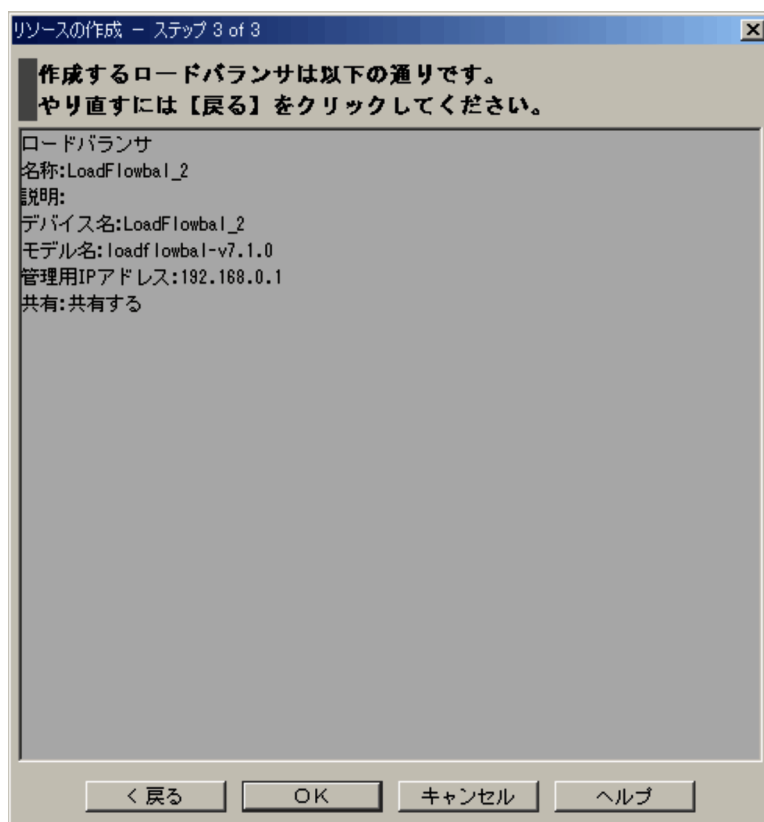 リソースの作成 － ステップ 3 of 3
作成するロードバランサは以下の通りです。
やり直すには【戻る】をクリックしてください。
ロードバランサ
名称:LoadFlowbal_2
説明:
デバイス名:LoadFlowbal_2
モデル名:loadflowbal-v7.1.0
管理用IPアドレス:192.168.0.1
共有:共有する
< 戻る
OK
キャンセル
ヘルプ